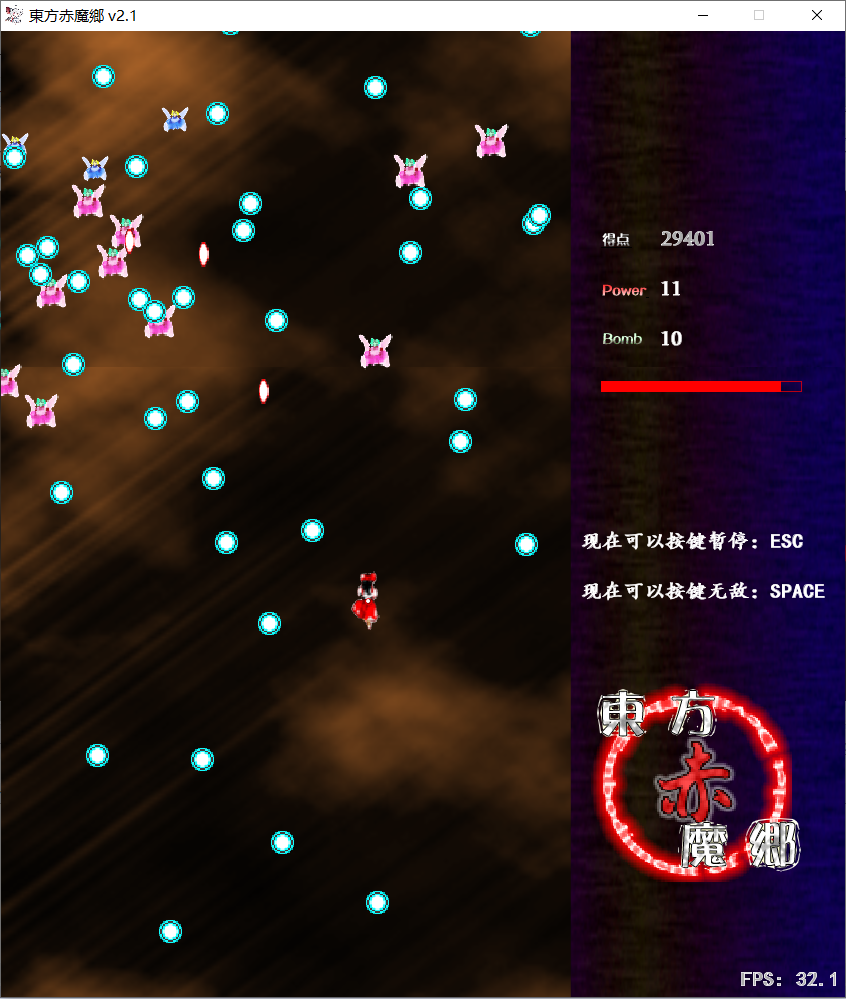 東方赤魔郷 v2.1
得点 29401
Power 11
Bomb 10
现在可以按键暂停：ESC
现在可以按键无敌：SPACE
東方
赤
魔郷
FPS: 32.1